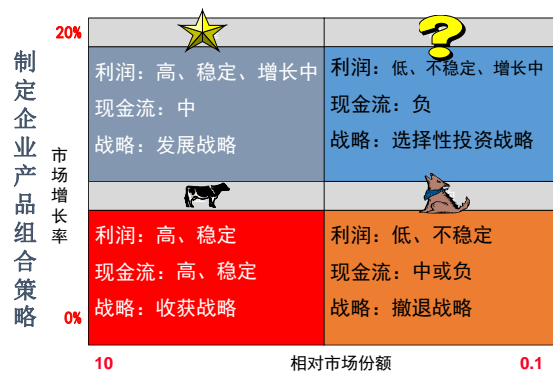 制定企业产品组合策略
20%
市场增长率
0%
利润：高、稳定、增长中
现金流：中
战略：发展战略
利润：低、不稳定、增长中
现金流：负
战略：选择性投资战略
利润：高、稳定
现金流：高、稳定
战略：收获战略
利润：低、不稳定
现金流：中或负
战略：撤退战略
10
相对市场份额
0.1